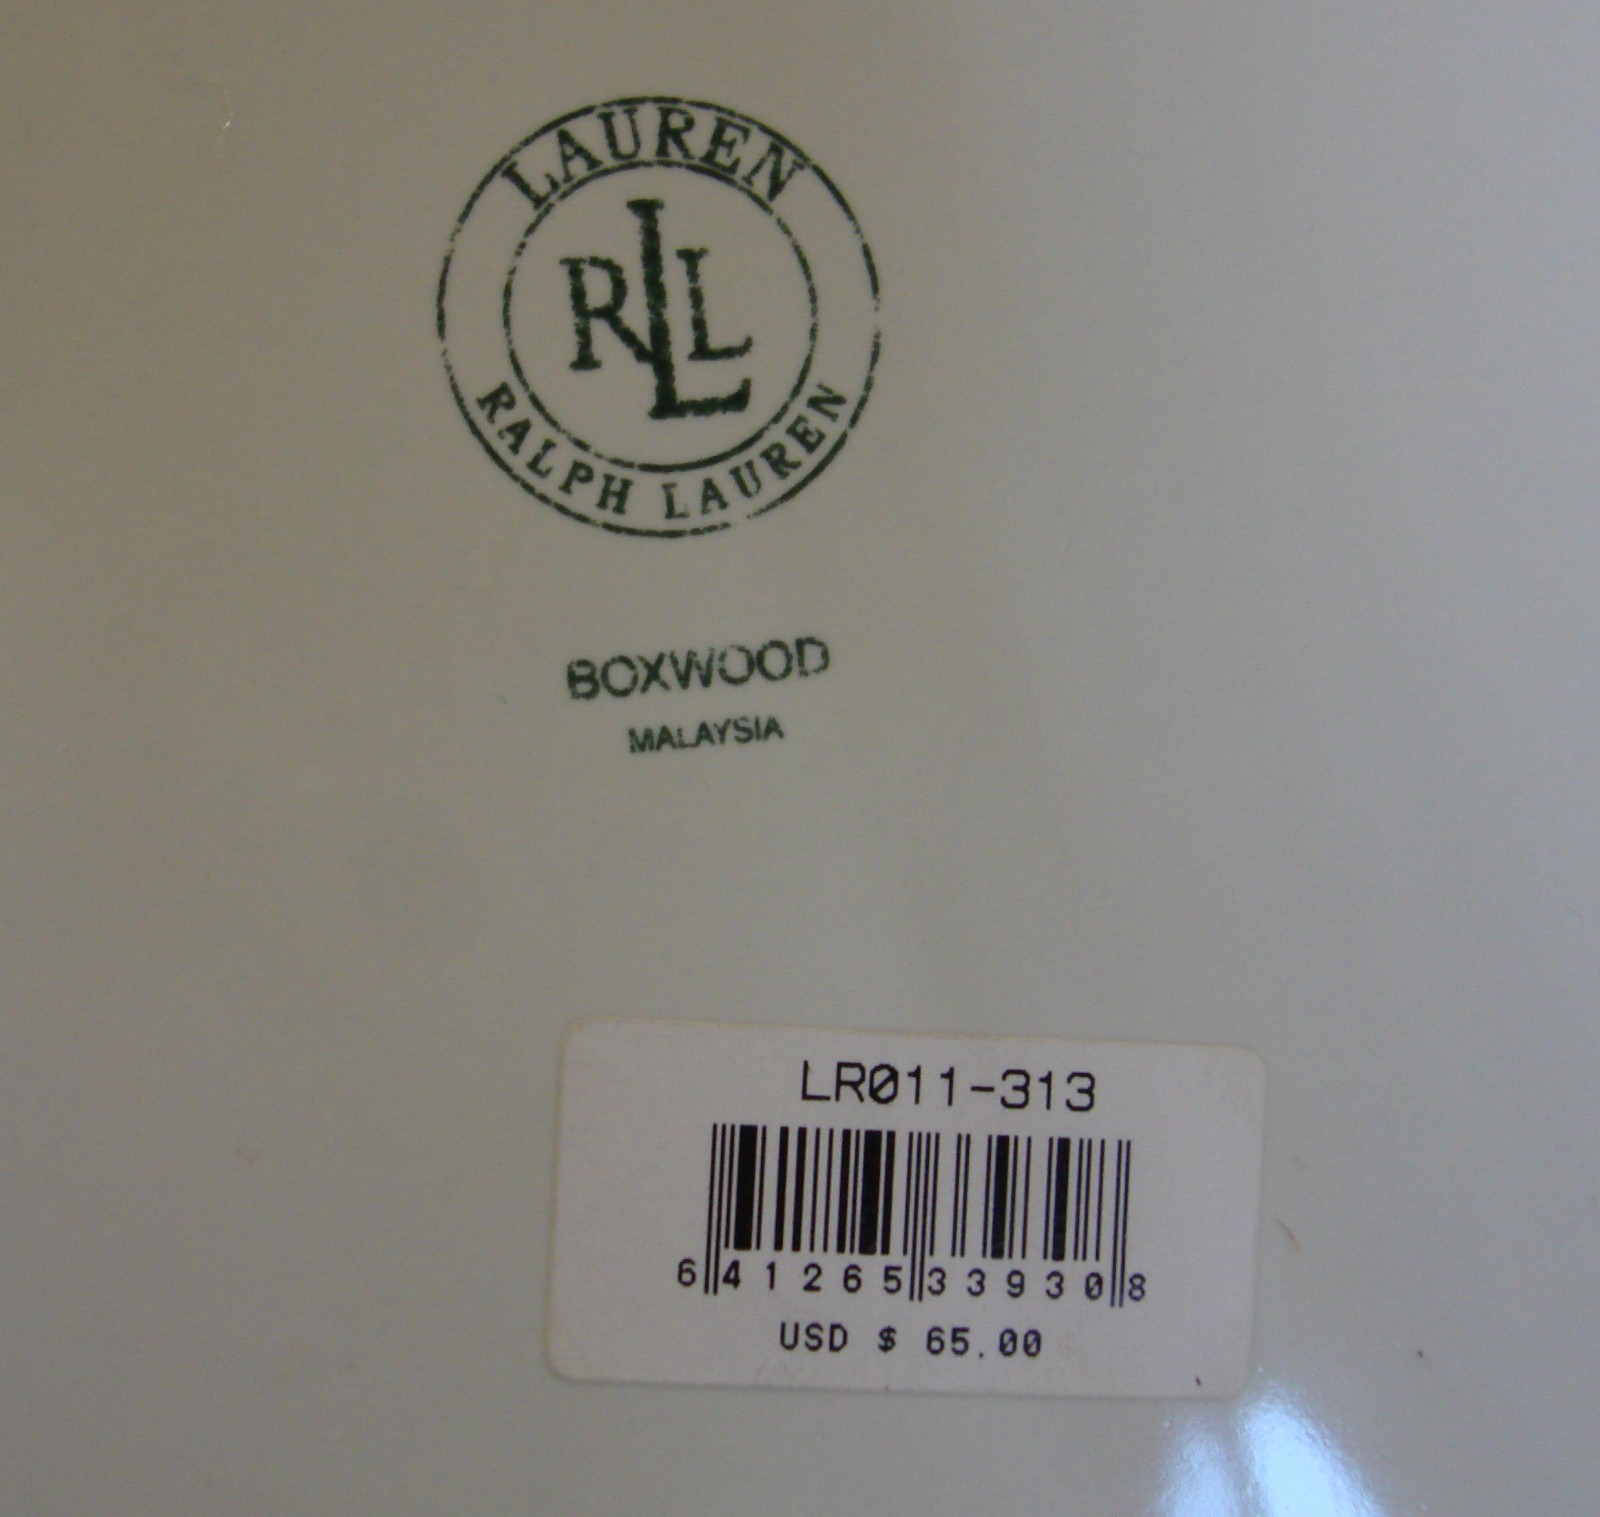 LAUREN
RLL
RALPH LAUREN
BOXWOOD
MALAYSIA
LR011-313
6 41265 33930 8
USD $ 65.00